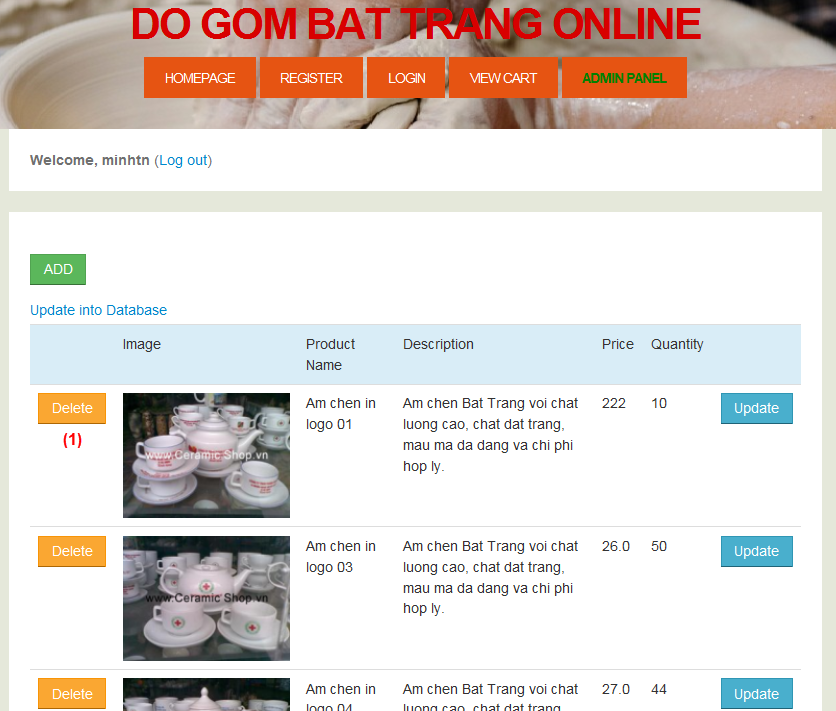 DO GOM BAT TRANG ONLINE
HOMEPAGE REGISTER LOGIN VIEW CART ADMIN PANEL
Welcome, minhtn (Log out)
ADD
Update into Database
Image Product Description Price Quantity
Name
Delete Am chen in Am chen Bat Trang voi chat 222 10 Update
(1) logo 01 luong cao, chat dat trang,
mau ma da dang va chi phi
www.Ceramic Shop.vn hop ly.
Delete Am chen in Am chen Bat Trang voi chat 26.0 50 Update
logo 03 luong cao, chat dat trang,
mau ma da dang va chi phi
www.Ceramic Shop.vn hop ly.
Delete Am chen in Am chen Bat Trang voi chat 27.0 44 Update
logo 04 luong cao, chat dat trang,